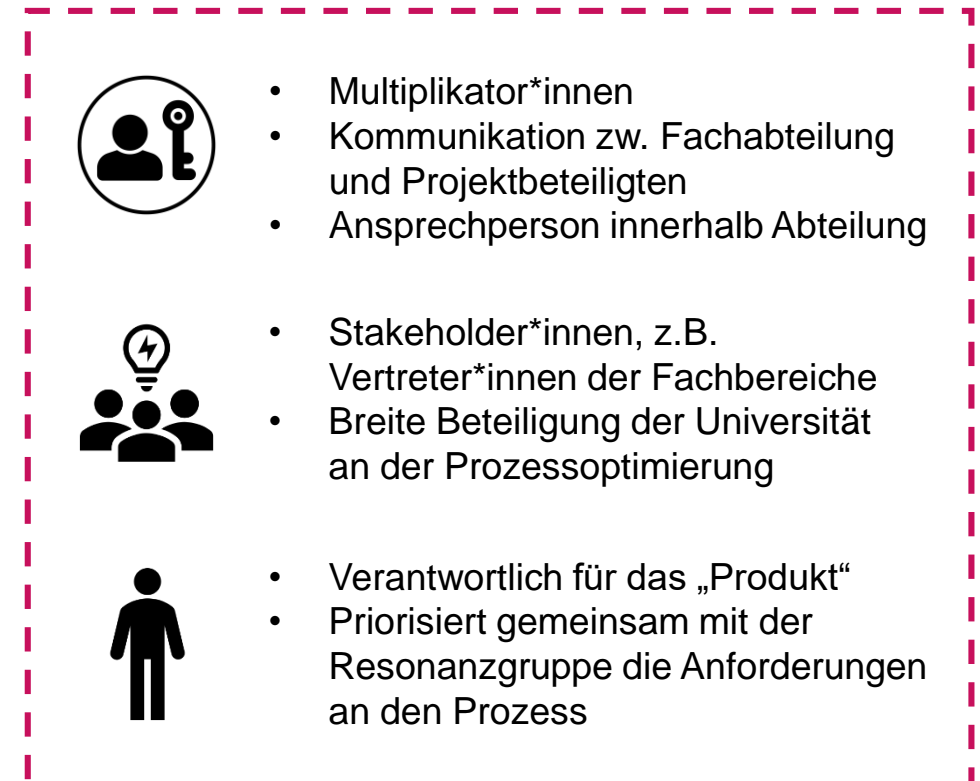 • Multiplikator*innen
• Kommunikation zw. Fachabteilung
und Projektbeteiligten
• Ansprechperson innerhalb Abteilung
• Stakeholder*innen, z.B.
Vertreter*innen der Fachbereiche
• Breite Beteiligung der Universität
an der Prozessoptimierung
• Verantwortlich für das „Produkt“
• Priorisiert gemeinsam mit der
Resonanzgruppe die Anforderungen
an den Prozess